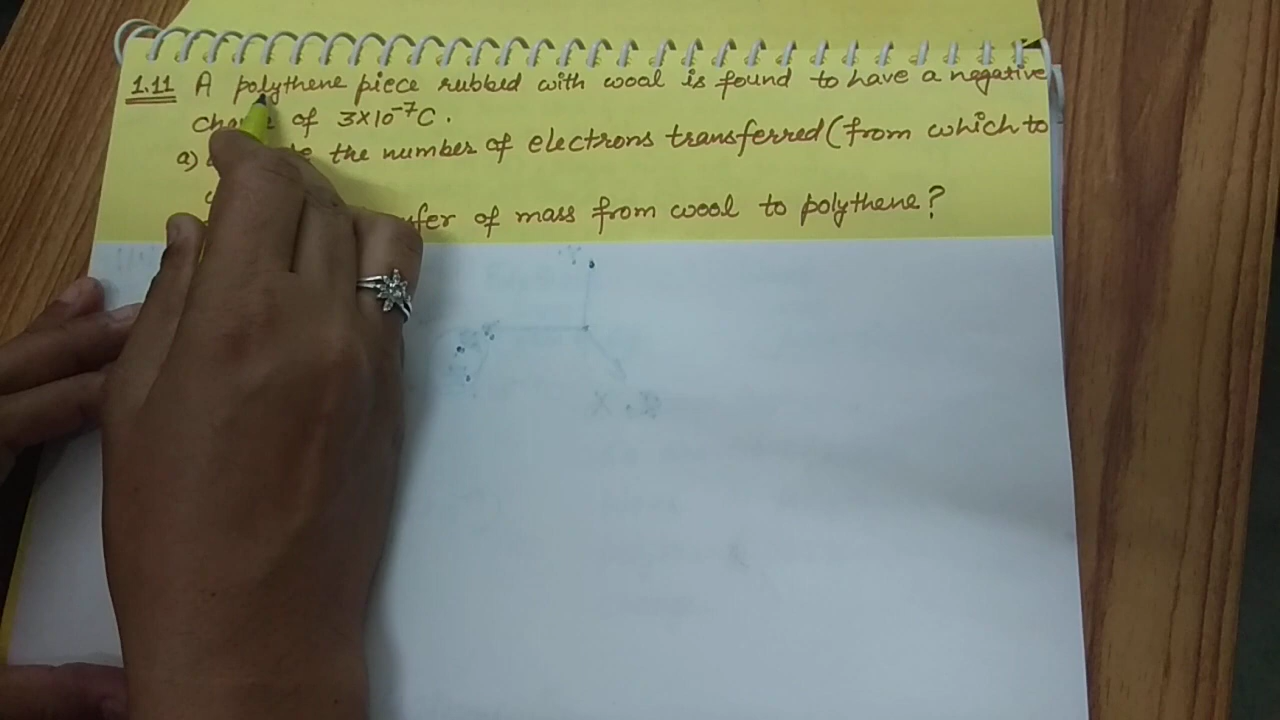 1.11 A polythene piece rubbed with wool is found to have a negative
of 3×10⁻⁷C.
a) the number of electrons transferred (from which to
of mass from wool to polythene?